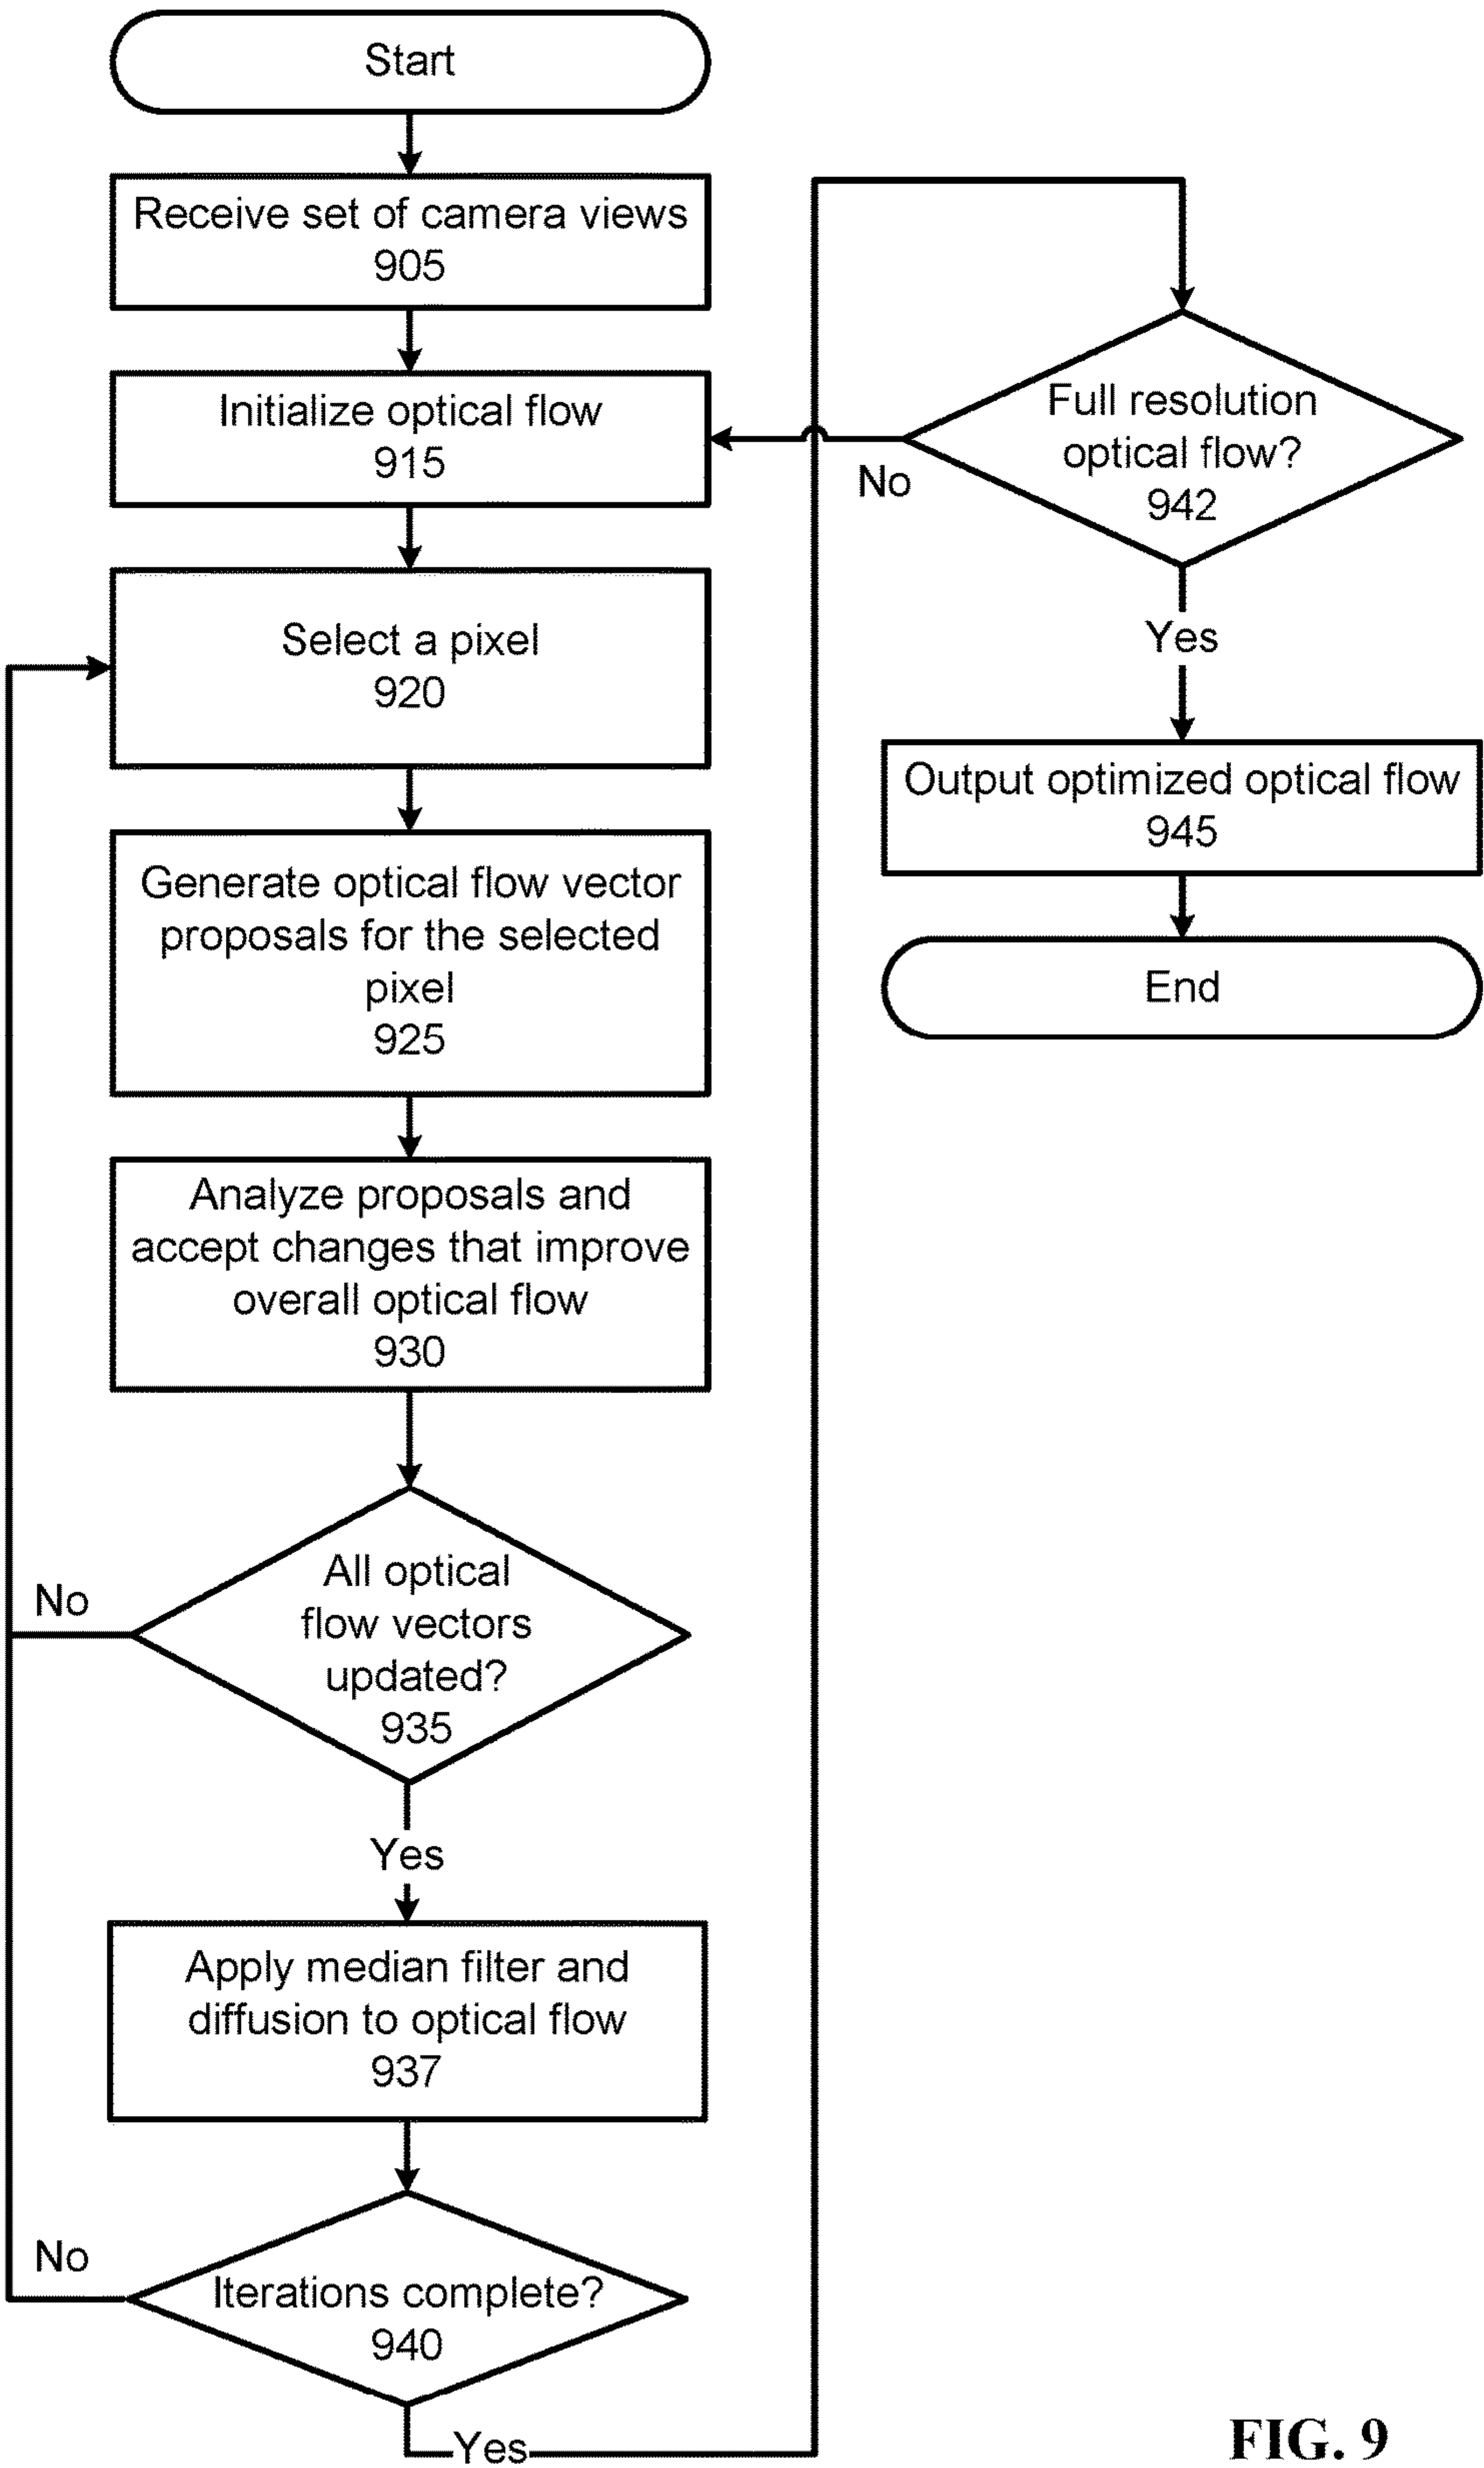 Start
Receive set of camera views
905
Initialize optical flow
915
Select a pixel
920
Generate optical flow vector
proposals for the selected
pixel
925
Analyze proposals and
accept changes that improve
overall optical flow
930
All optical
flow vectors
updated?
935
No
Yes
Apply median filter and
diffusion to optical flow
937
Iterations complete?
940
No
Yes
Full resolution
optical flow?
942
No
Yes
Output optimized optical flow
945
End
FIG. 9